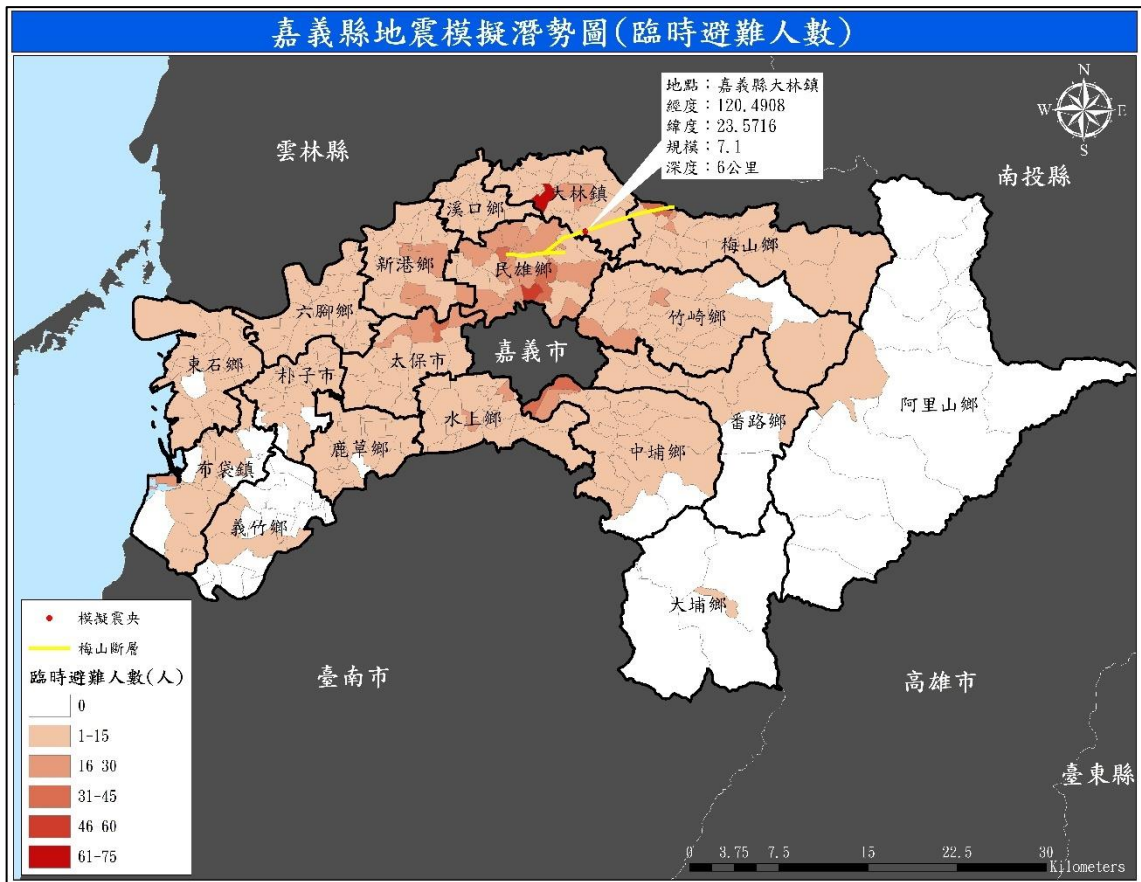 嘉義縣地震模擬潛勢圖(臨時避難人數)
地點：嘉義縣大林鎮
經度：120.4908
緯度：23.5716
規模：7.1
深度：6公里
N
W
E
S
雲林縣
南投縣
大林鎮
溪口鄉
梅山鄉
新港鄉
民雄鄉
六腳鄉
竹崎鄉
嘉義市
太保市
東石鄉
朴子市
阿里山鄉
水上鄉
番路鄉
鹿草鄉
中埔鄉
布袋鎮
義竹鄉
大埔鄉
臺南市
高雄市
臺東縣
模擬震央
梅山斷層
臨時避難人數(人)
0
1-15
16-30
31-45
46-60
61-75
0 3.75 7.5 15 22.5 30
Kilometers